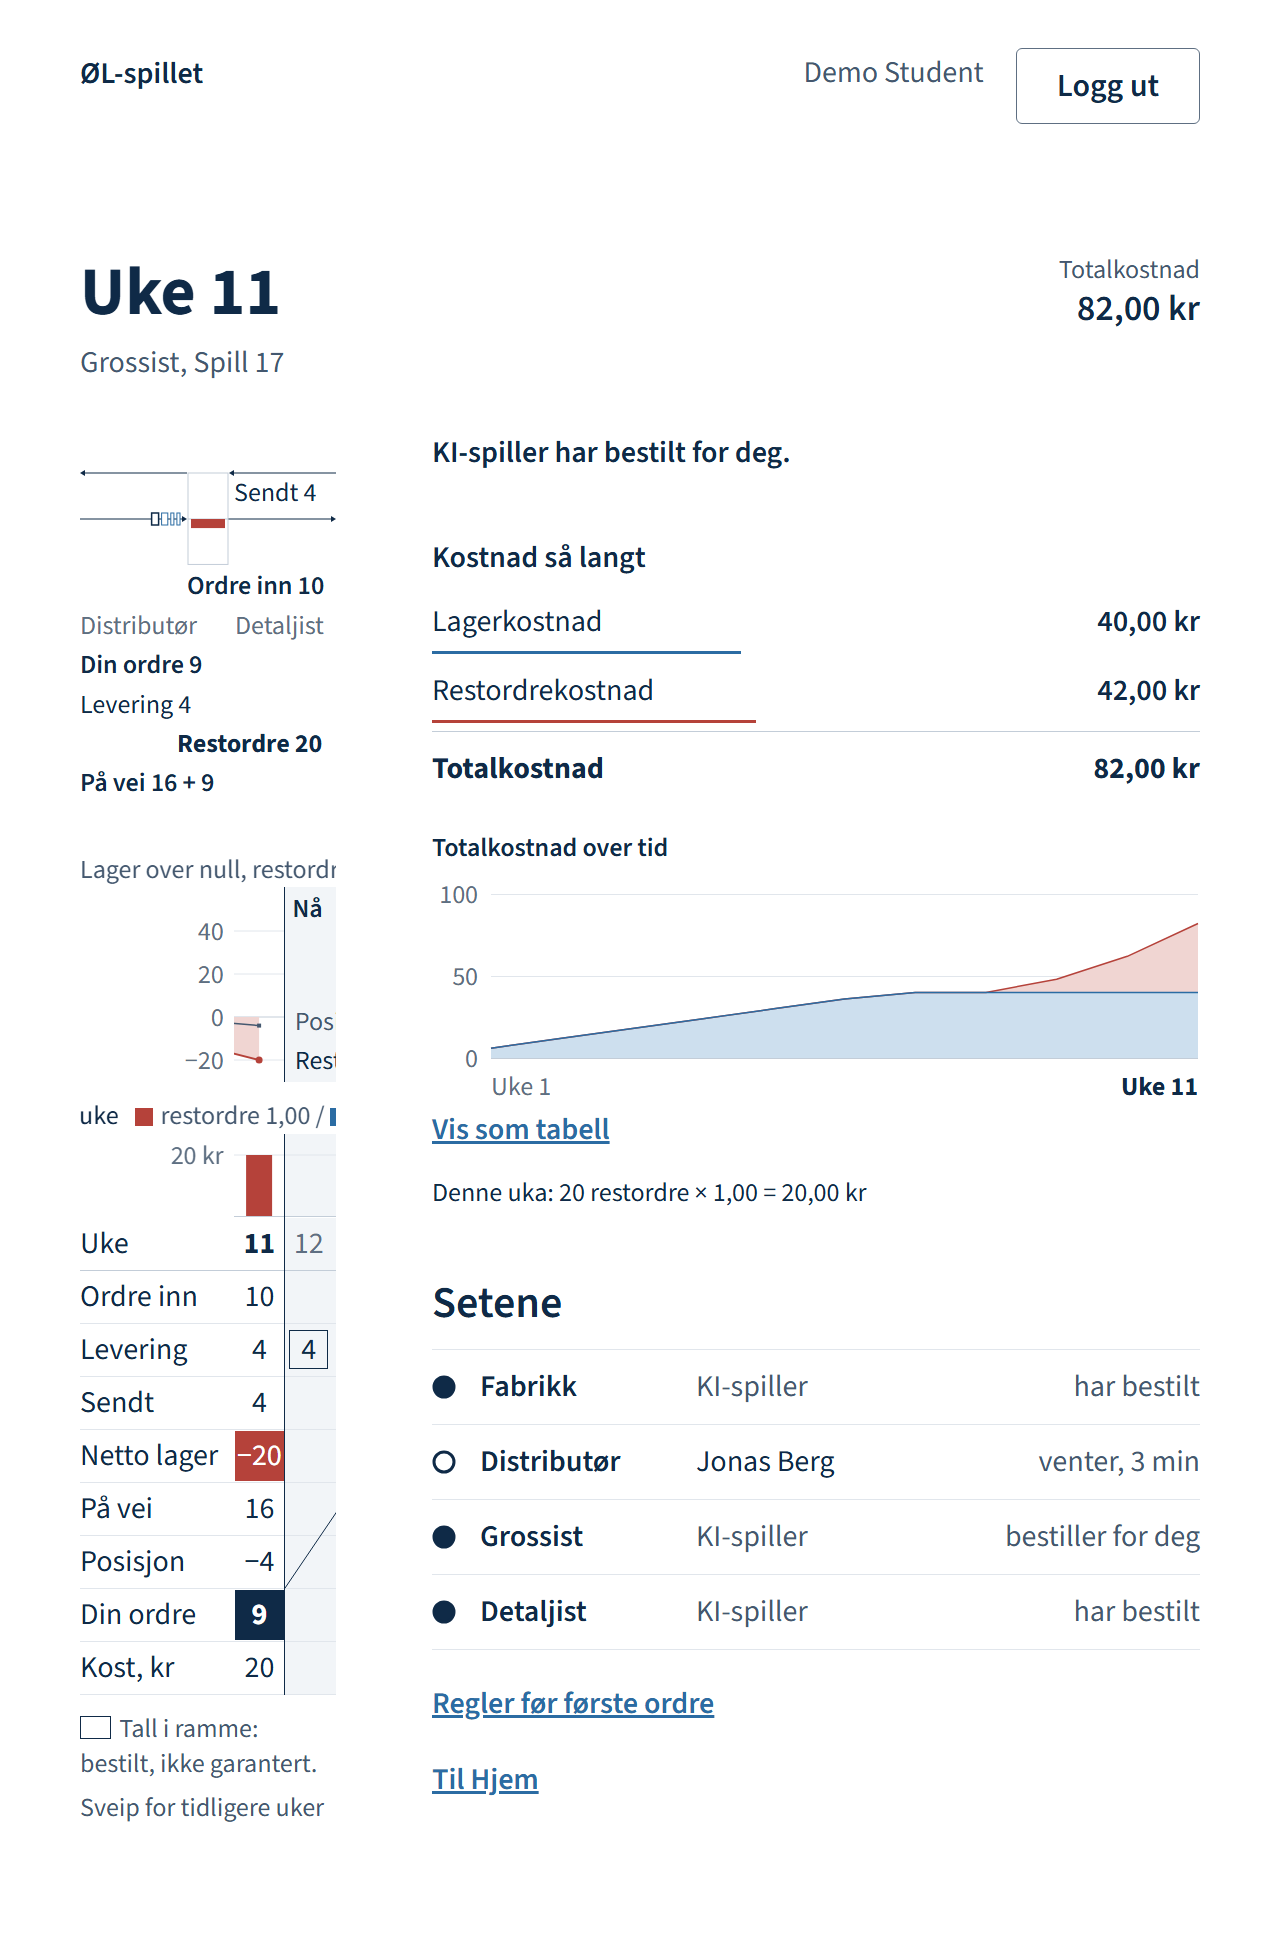 ØL-spillet
Demo Student
Logg ut
Uke 11
Totalkostnad
82,00 kr
Grossist, Spill 17
Sendt 4
Ordre inn 10
Distributør Detaljist
Din ordre 9
Levering 4
Restordre 20
På vei 16 + 9
Lager over null, restordr
Nå
40
20
0
−20
Pos
Rest
uke restordre 1,00 /
20 kr
Uke 11 12
Ordre inn 10
Levering 4 4
Sendt 4
Netto lager −20
På vei 16
Posisjon −4
Din ordre 9
Kost, kr 20
Tall i ramme:
bestilt, ikke garantert.
Sveip for tidligere uker
KI-spiller har bestilt for deg.
Kostnad så langt
Lagerkostnad 40,00 kr
Restordrekostnad 42,00 kr
Totalkostnad 82,00 kr
Totalkostnad over tid
100
50
0
Uke 1 Uke 11
Vis som tabell
Denne uka: 20 restordre × 1,00 = 20,00 kr
Setene
Fabrikk KI-spiller har bestilt
Distributør Jonas Berg venter, 3 min
Grossist KI-spiller bestiller for deg
Detaljist KI-spiller har bestilt
Regler før første ordre
Til Hjem